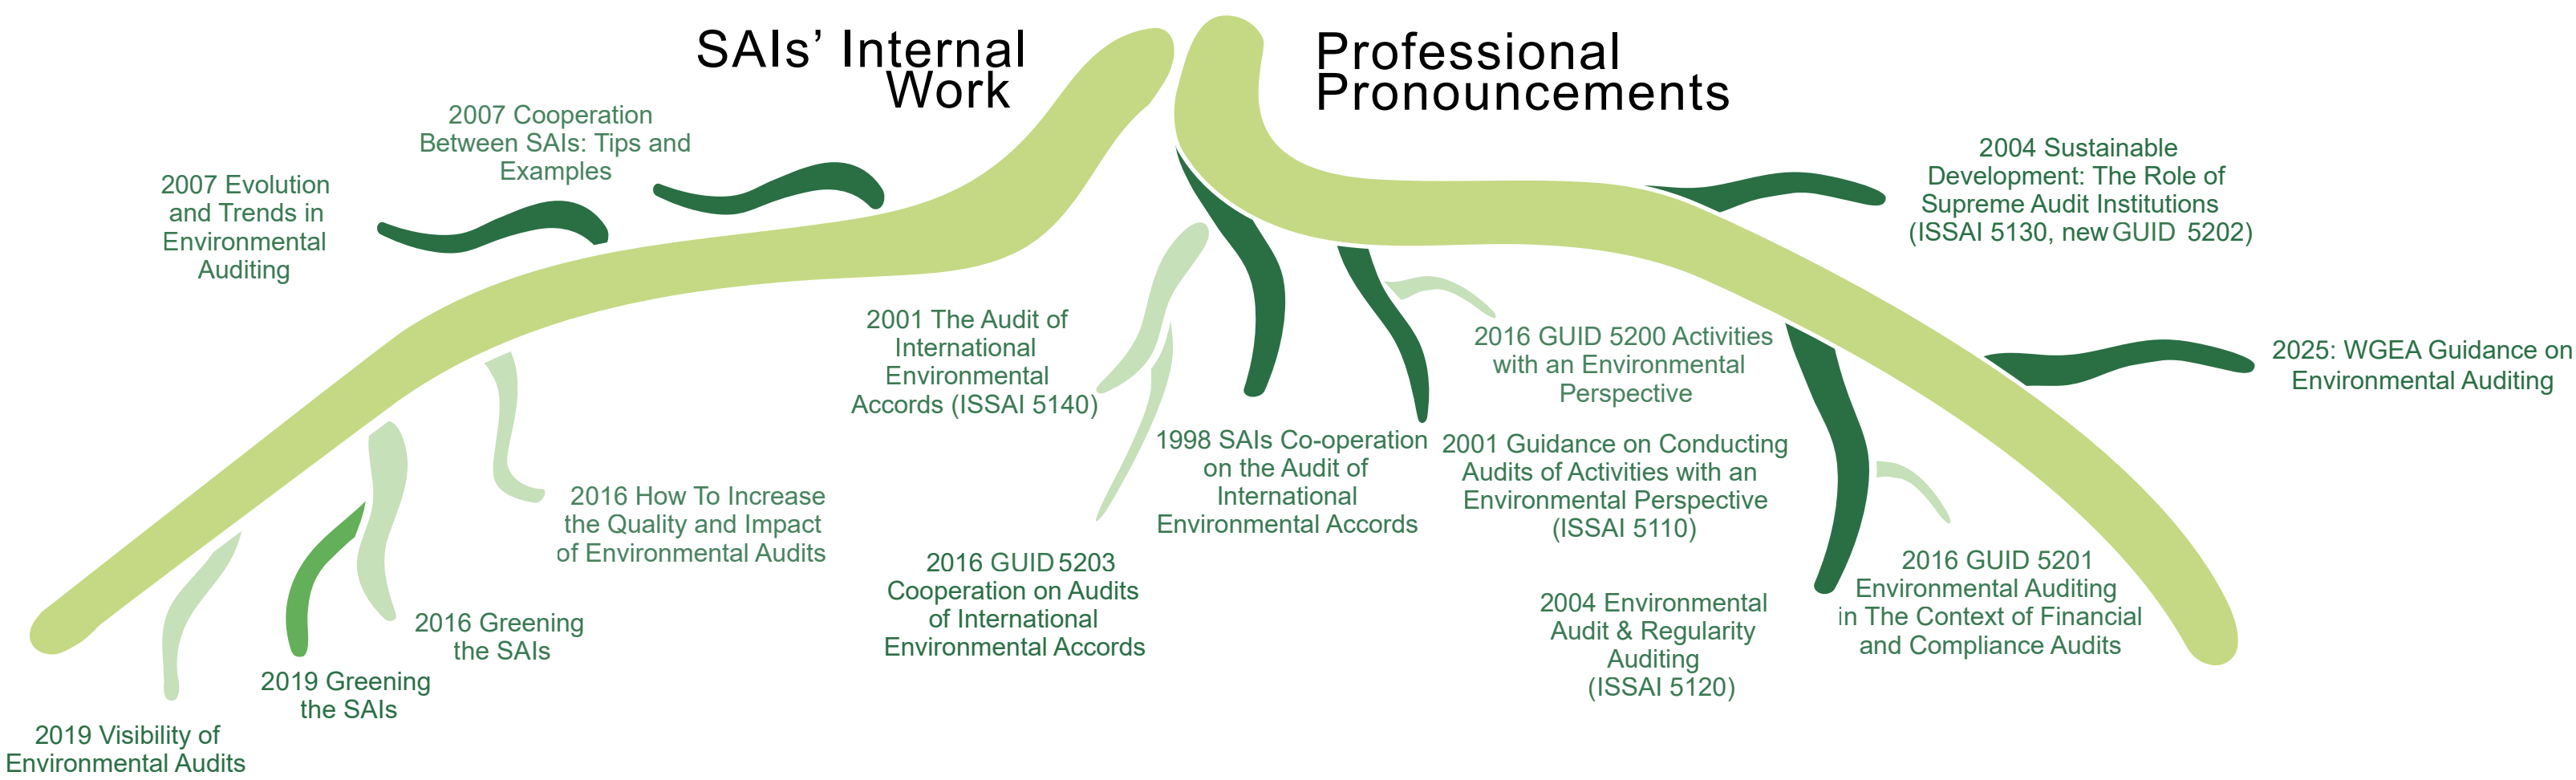 SAIs’ Internal
Work
Professional
Pronouncements
2007 Cooperation
Between SAIs: Tips and
Examples
2007 Evolution
and Trends in
Environmental
Auditing
2004 Sustainable
Development: The Role of
Supreme Audit Institutions
(ISSAI 5130, new GUID 5202)
2001 The Audit of
International
Environmental
Accords (ISSAI 5140)
2016 GUID 5200 Activities
with an Environmental
Perspective
2025: WGEA Guidance on
Environmental Auditing
1998 SAIs Co-operation
on the Audit of
International
Environmental Accords
2001 Guidance on Conducting
Audits of Activities with an
Environmental Perspective
(ISSAI 5110)
2016 How To Increase
the Quality and Impact
of Environmental Audits
2016 GUID 5203
Cooperation on Audits
of International
Environmental Accords
2016 GUID 5201
Environmental Auditing
in The Context of Financial
and Compliance Audits
2004 Environmental
Audit & Regularity
Auditing
(ISSAI 5120)
2016 Greening
the SAIs
2019 Greening
the SAIs
2019 Visibility of
Environmental Audits